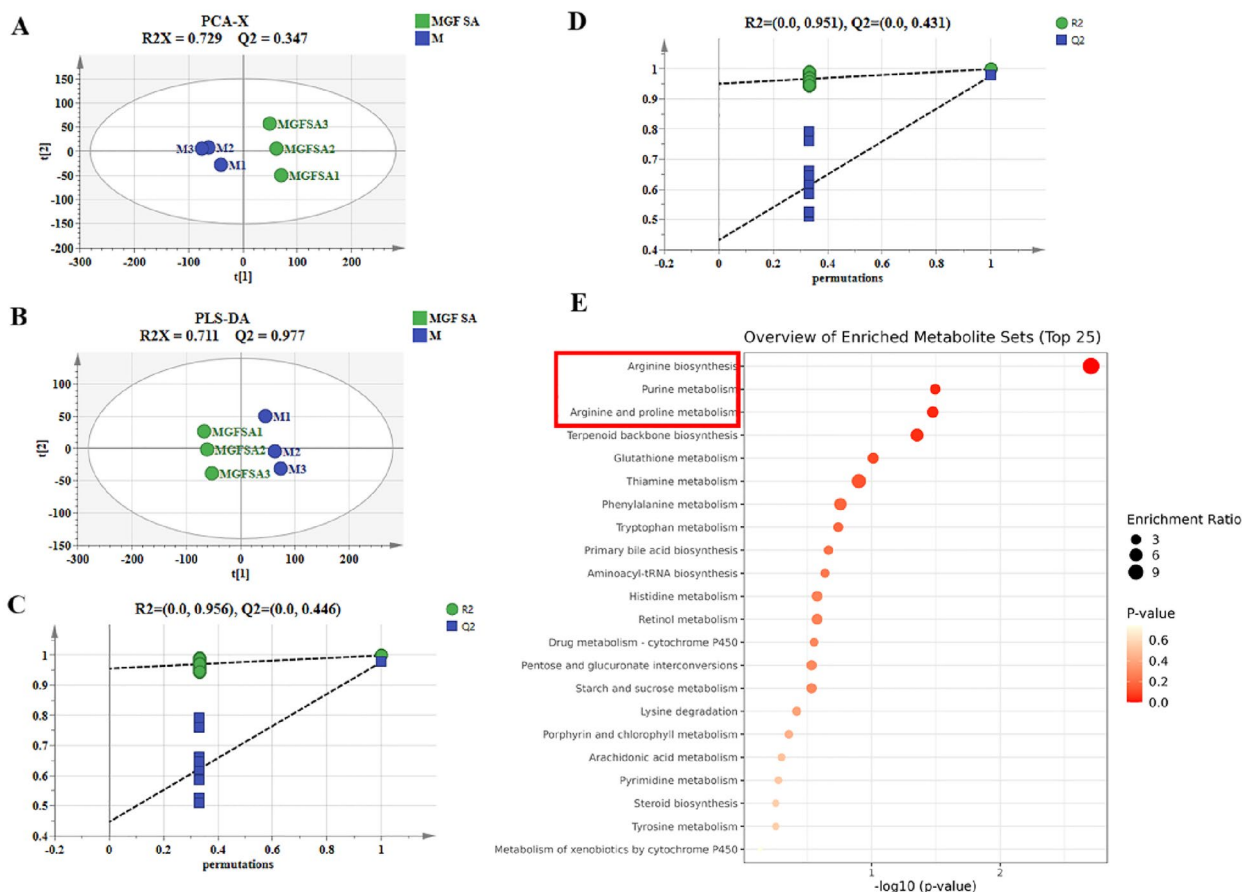 A
PCA-X
R2X = 0.729 Q2 = 0.347
MGF SA
M
150
100
50
0
-50
-100
-150
-200
t[2]
MGFSA3
MGFSA2
MGFSA1
M3
M2
M1
-300 -200 -100 0 100 200
t[1]
B
PLS-DA
R2X = 0.711 Q2 = 0.977
MGF SA
M
100
50
0
-50
-100
-150
t[2]
M1
MGFSA1
MGFSA2
M2
MGFSA3
M3
-300 -200 -100 0 100 200
t[1]
C
R2=(0.0, 0.956), Q2=(0.0, 0.446)
R2
Q2
1
0.9
0.8
0.7
0.6
0.5
0.4
-0.2 0 0.2 0.4 0.6 0.8 1
permutations
D
R2=(0.0, 0.951), Q2=(0.0, 0.431)
R2
Q2
1
0.9
0.8
0.7
0.6
0.5
0.4
-0.2 0 0.2 0.4 0.6 0.8 1
permutations
E
Overview of Enriched Metabolite Sets (Top 25)
Arginine biosynthesis
Purine metabolism
Arginine and proline metabolism
Terpenoid backbone biosynthesis
Glutathione metabolism
Thiamine metabolism
Phenylalanine metabolism
Tryptophan metabolism
Primary bile acid biosynthesis
Aminoacyl-tRNA biosynthesis
Histidine metabolism
Retinol metabolism
Drug metabolism - cytochrome P450
Pentose and glucuronate interconversions
Starch and sucrose metabolism
Lysine degradation
Porphyrin and chlorophyll metabolism
Arachidonic acid metabolism
Pyrimidine metabolism
Steroid biosynthesis
Tyrosine metabolism
Metabolism of xenobiotics by cytochrome P450
1 2
-log10 (p-value)
Enrichment Ratio
3
6
9
P-value
0.6
0.4
0.2
0.0